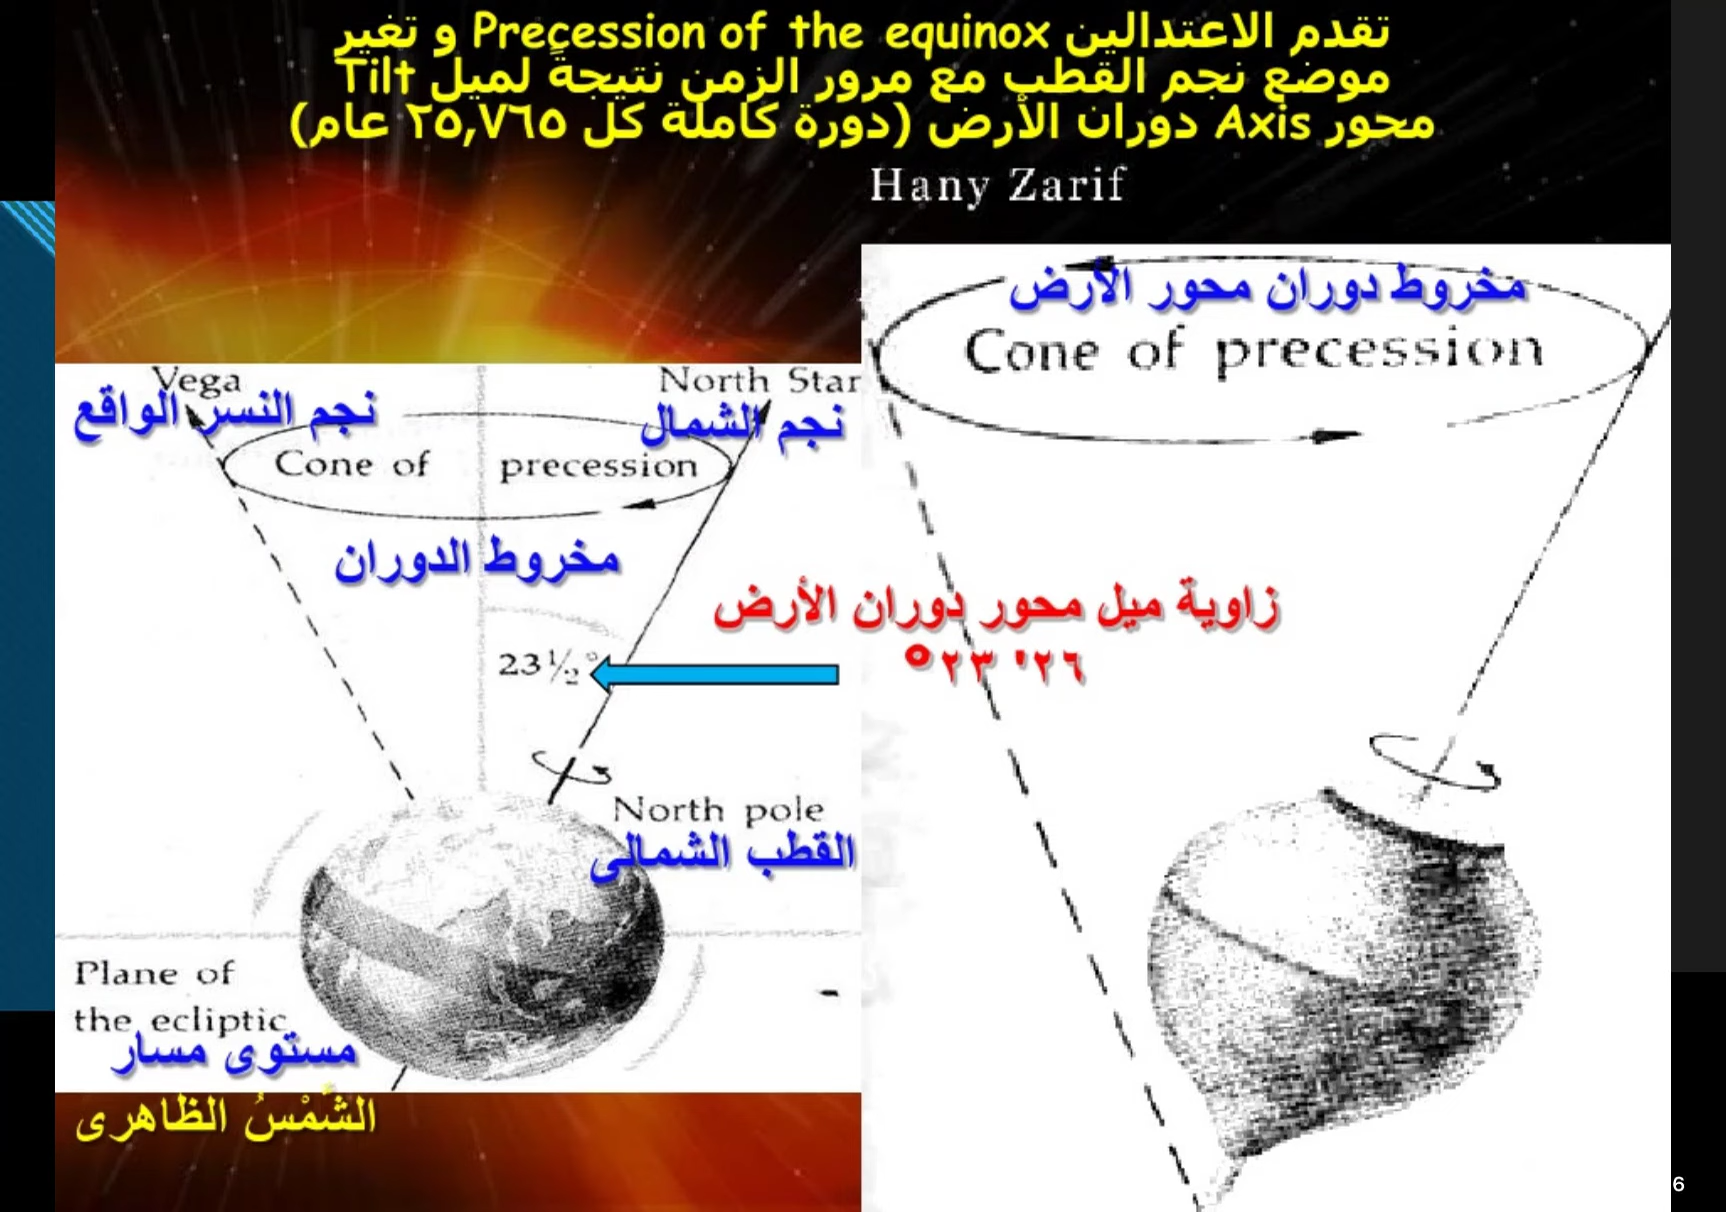 تقدم الاعتدالين Precession of the equinox و تغير
موضع نجم القطب مع مرور الزمن نتيجةً لميل Tilt
محور Axis دوران الأرض (دورة كاملة كل ٢٥,٧٦٥ عام)
Hany Zarif
مخروط دوران محور الأرض
Cone of precession
Vega
نجم النسر الواقع
North Star
نجم الشمال
Cone of precession
مخروط الدوران
زاوية ميل محور دوران الأرض
٢٦' ٢٣°
23½°
North pole
القطب الشمالى
Plane of
the ecliptic
مستوى مسار
الشَّمْسُ الظاهرى
6